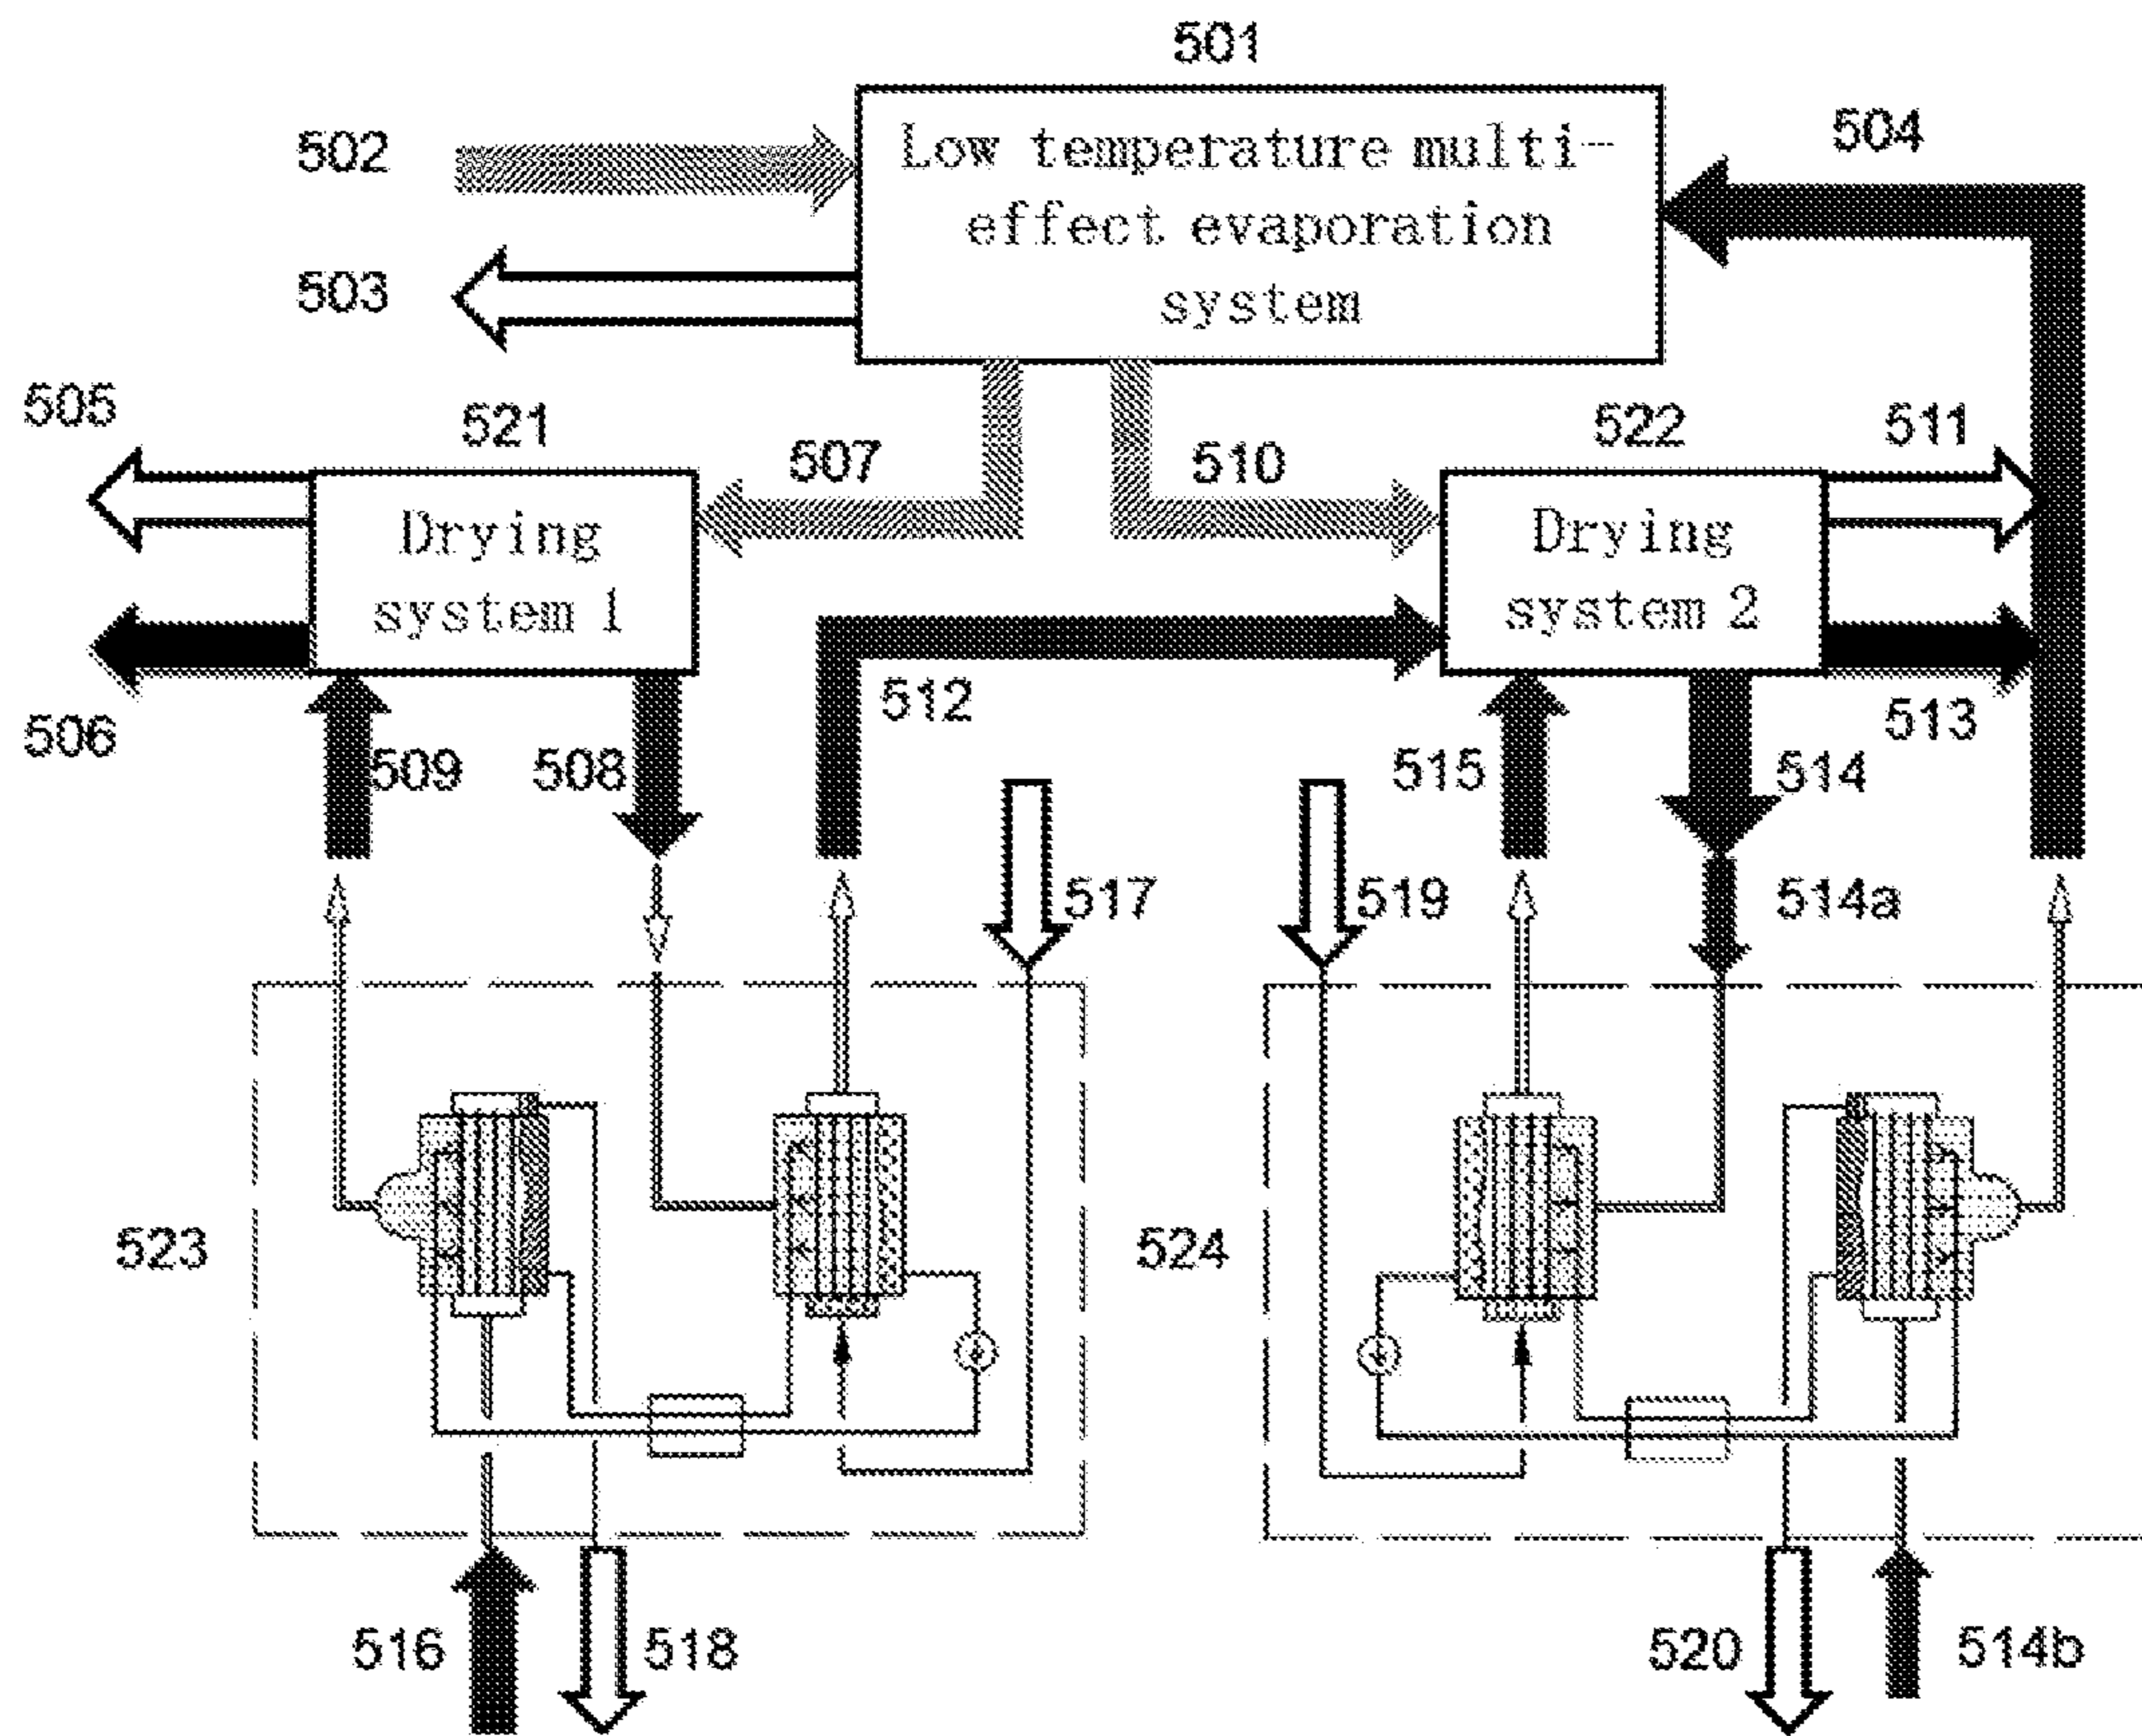 501
502
Low temperature multi-
effect evaporation
system
504
503
505
521
507
510
522
511
Drying
system 1
Drying
system 2
506
509
508
512
515
514
513
517
519
514a
523
524
516
518
520
514b